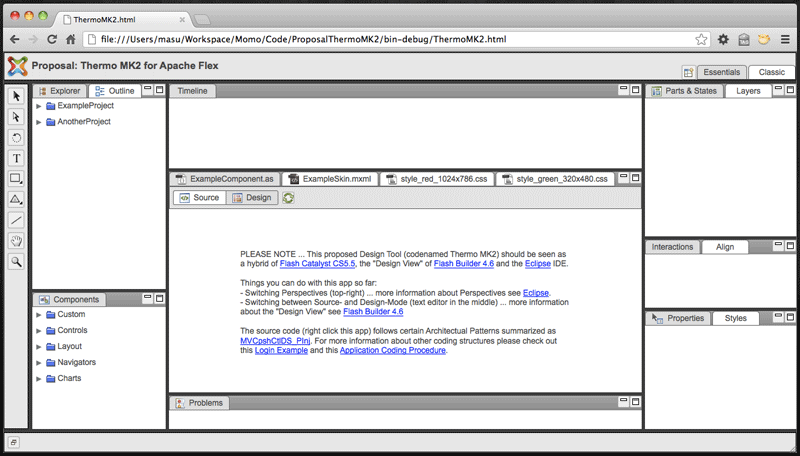 ThermoMK2.html
file:///Users/masu/Workspace/Momo/Code/ProposalThermoMK2/bin-debug/ThermoMK2.html
Proposal: Thermo MK2 for Apache Flex
Essentials Classic
Explorer Outline
ExampleProject
AnotherProject
T
Components
Custom
Controls
Layout
Navigators
Charts
Timeline
ExampleComponent.as ExampleSkin.mxml style_red_1024x786.css style_green_320x480.css
Source Design
PLEASE NOTE ... This proposed Design Tool (codenamed Thermo MK2) should be seen as
a hybrid of Flash Catalyst CS5.5, the "Design View" of Flash Builder 4.6 and the Eclipse IDE.
Things you can do with this app so far:
- Switching Perspectives (top-right) ... more information about Perspectives see Eclipse.
- Switching between Source- and Design-Mode (text editor in the middle) ... more information
about the "Design View" see Flash Builder 4.6
The source code (right click this app) follows certain Architectual Patterns summarized as
MVCpshCtlDS_PInj. For more information about other coding structures please check out
this Login Example and this Application Coding Procedure.
Problems
Parts & States Layers
Interactions Align
Properties Styles